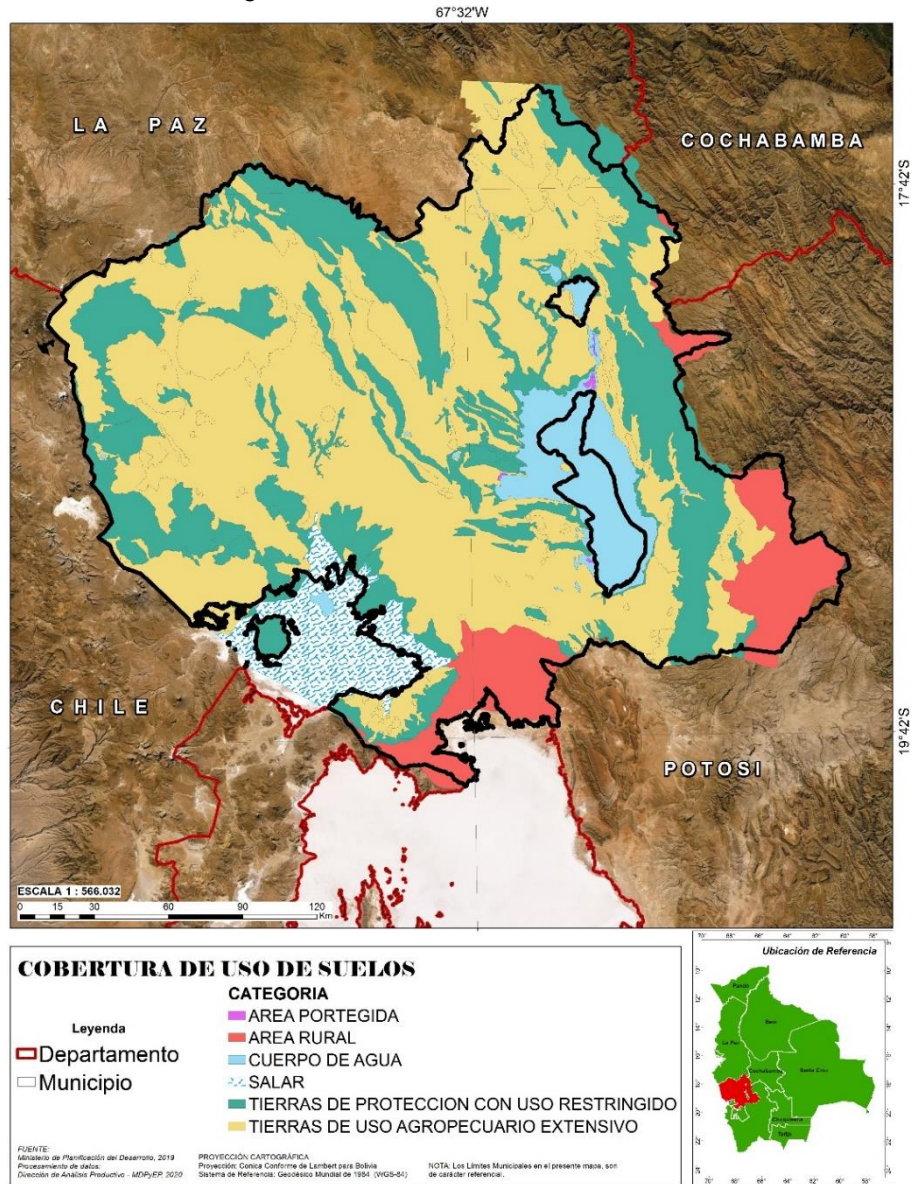 67°32'W
LA PAZ
COCHABAMBA
17°42'S
CHILE
POTOSI
19°42'S
ESCALA 1 : 566.032
0 15 30 60 90 120
Km
COBERTURA DE USO DE SUELOS
CATEGORIA
Leyenda
Departamento
Municipio
AREA PORTEGIDA
AREA RURAL
CUERPO DE AGUA
SALAR
TIERRAS DE PROTECCION CON USO RESTRINGIDO
TIERRAS DE USO AGROPECUARIO EXTENSIVO
FUENTE:
Ministerio de Planificación del Desarrollo, 2019
Procesamiento de datos:
Dirección de Análisis Productivo - MDPyEP, 2020
PROYECCIÓN CARTOGRÁFICA
Proyección: Conica Conforme de Lambert para Bolivia
Sistema de Referencia: Geodésico Mundial de 1984 (WGS-84)
NOTA: Los Límites Municipales en el presente mapa, son
de carácter referencial.
Ubicación de Referencia
Pando
Beni
La Paz
Cochabamba
Santa Cruz
Chuquisaca
Tarija